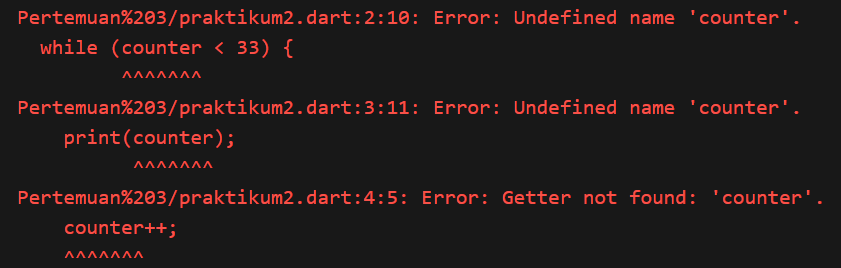 Pertemuan%203/praktikum2.dart:2:10: Error: Undefined name 'counter'.
  while (counter < 33) {
         ^^^^^^^
Pertemuan%203/praktikum2.dart:3:11: Error: Undefined name 'counter'.
    print(counter);
          ^^^^^^^
Pertemuan%203/praktikum2.dart:4:5: Error: Getter not found: 'counter'.
    counter++;
    ^^^^^^^